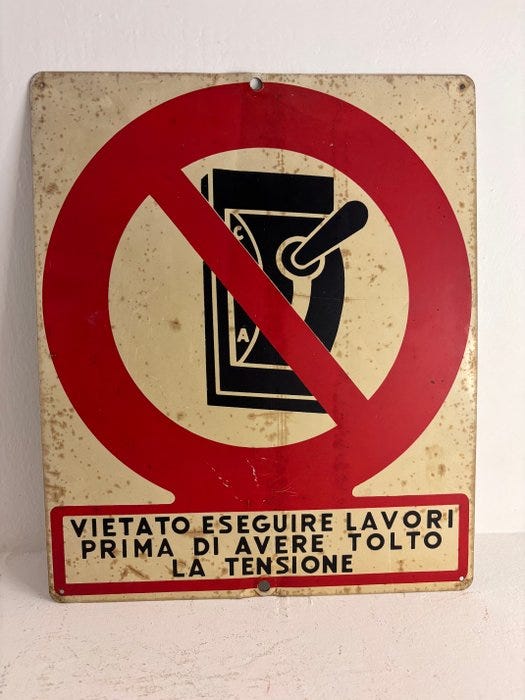 C
A
VIETATO ESEGUIRE LAVORI
PRIMA DI AVERE TOLTO
LA TENSIONE